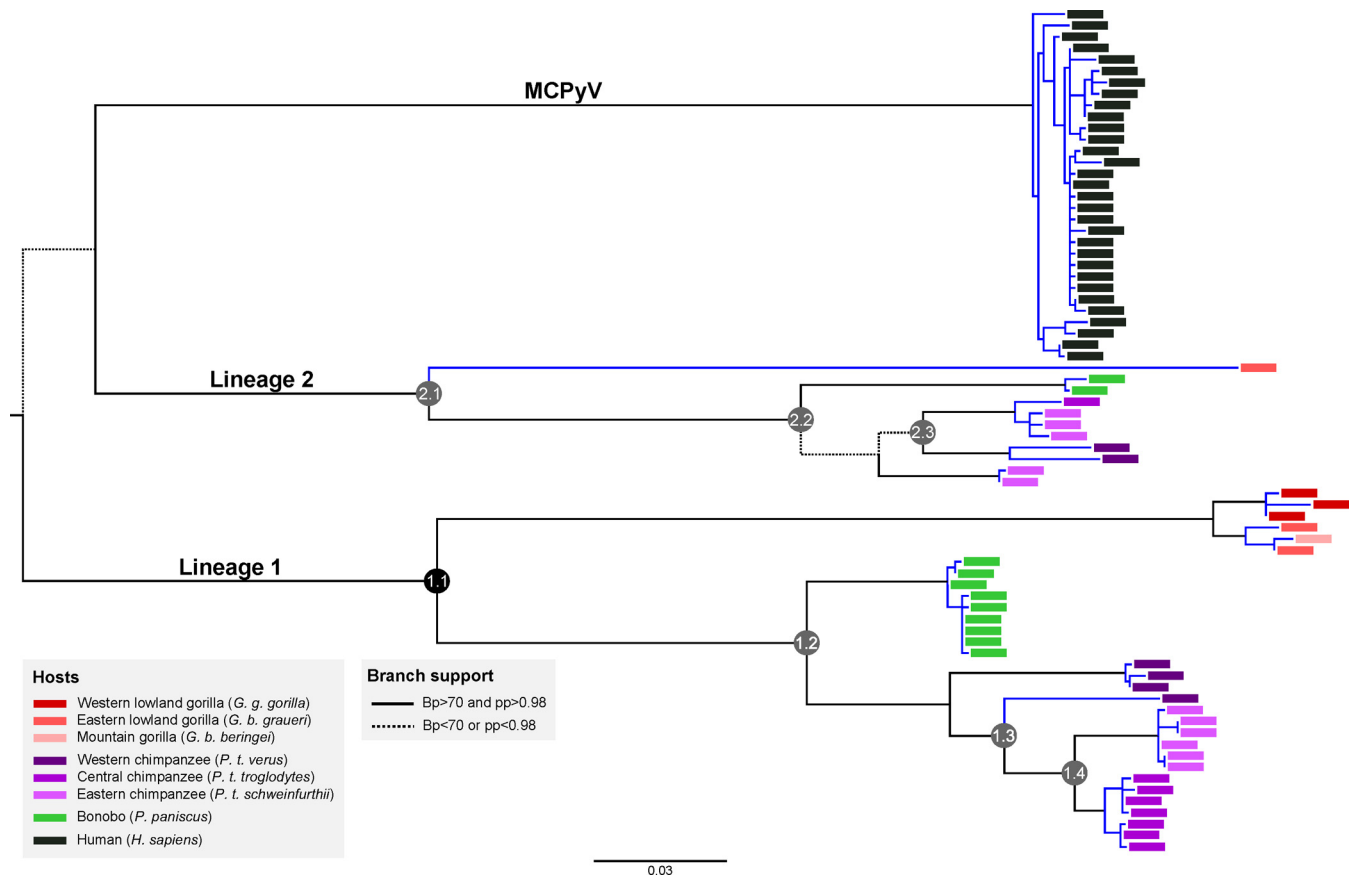 MCPyV
Lineage 2
2.1
2.2
2.3
Lineage 1
1.1
1.2
1.3
1.4
Hosts
Western lowland gorilla (G. g. gorilla)
Eastern lowland gorilla (G. b. graueri)
Mountain gorilla (G. b. beringei)
Western chimpanzee (P. t. verus)
Central chimpanzee (P. t. troglodytes)
Eastern chimpanzee (P. t. schweinfurthii)
Bonobo (P. paniscus)
Human (H. sapiens)
Branch support
Bp>70 and pp>0.98
Bp<70 or pp<0.98
0.03